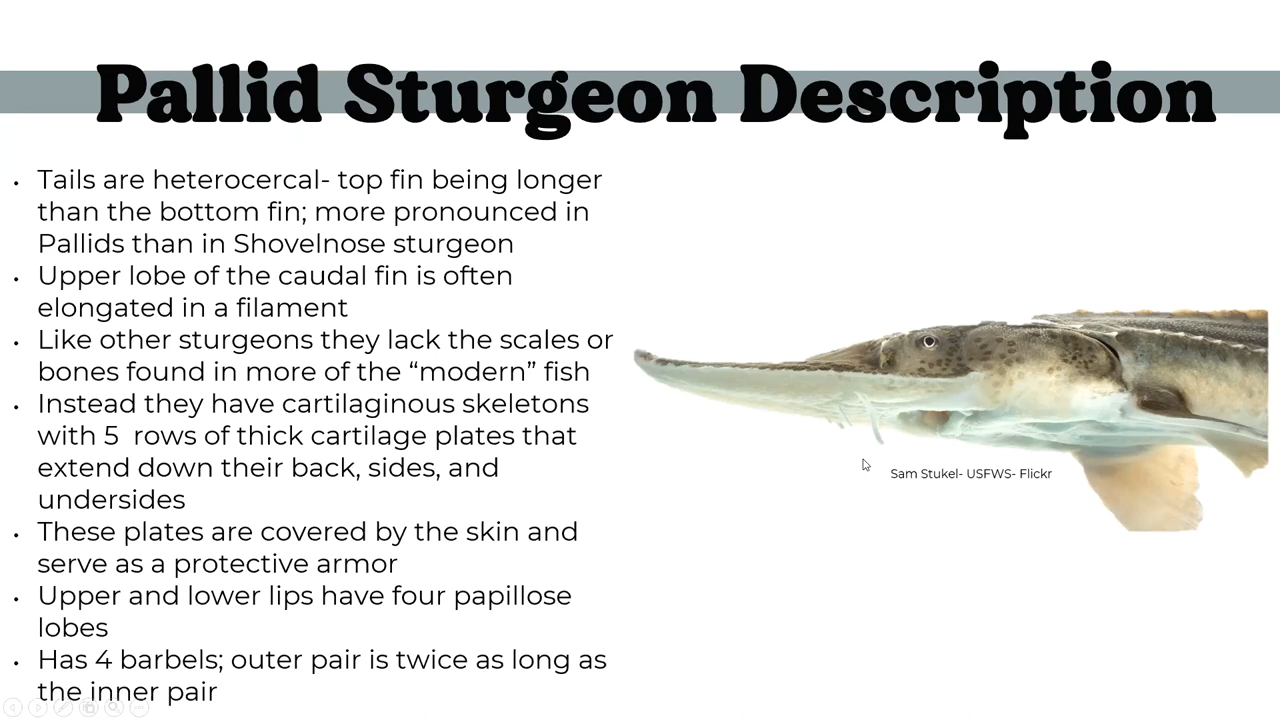 Pallid Sturgeon Description
• Tails are heterocercal- top fin being longer
than the bottom fin; more pronounced in
Pallids than in Shovelnose sturgeon
• Upper lobe of the caudal fin is often
elongated in a filament
• Like other sturgeons they lack the scales or
bones found in more of the “modern” fish
• Instead they have cartilaginous skeletons
with 5  rows of thick cartilage plates that
extend down their back, sides, and
undersides
• These plates are covered by the skin and
serve as a protective armor
• Upper and lower lips have four papillose
lobes
• Has 4 barbels; outer pair is twice as long as
the inner pair
Sam Stukel- USFWS- Flickr